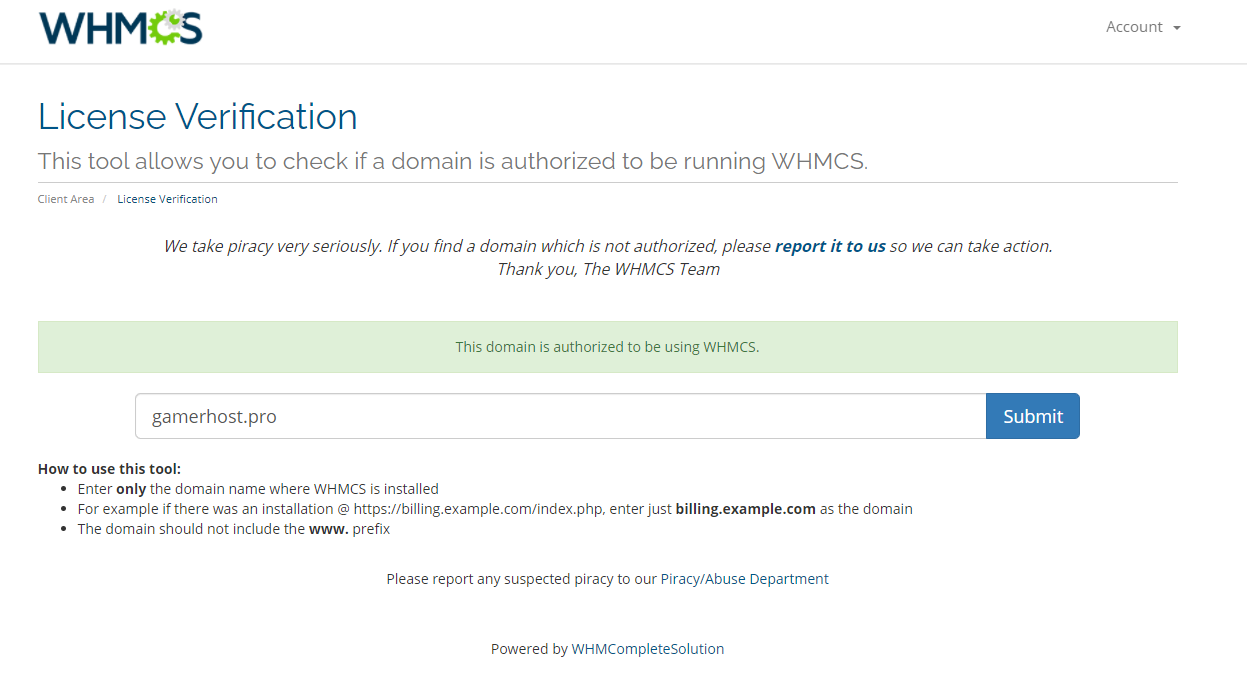 WHMCS
Account
License Verification
This tool allows you to check if a domain is authorized to be running WHMCS.
Client Area / License Verification
We take piracy very seriously. If you find a domain which is not authorized, please report it to us so we can take action.
Thank you, The WHMCS Team
This domain is authorized to be using WHMCS.
gamerhost.pro Submit
How to use this tool:
• Enter only the domain name where WHMCS is installed
• For example if there was an installation @ https://billing.example.com/index.php, enter just billing.example.com as the domain
• The domain should not include the www. prefix
Please report any suspected piracy to our Piracy/Abuse Department
Powered by WHMCompleteSolution